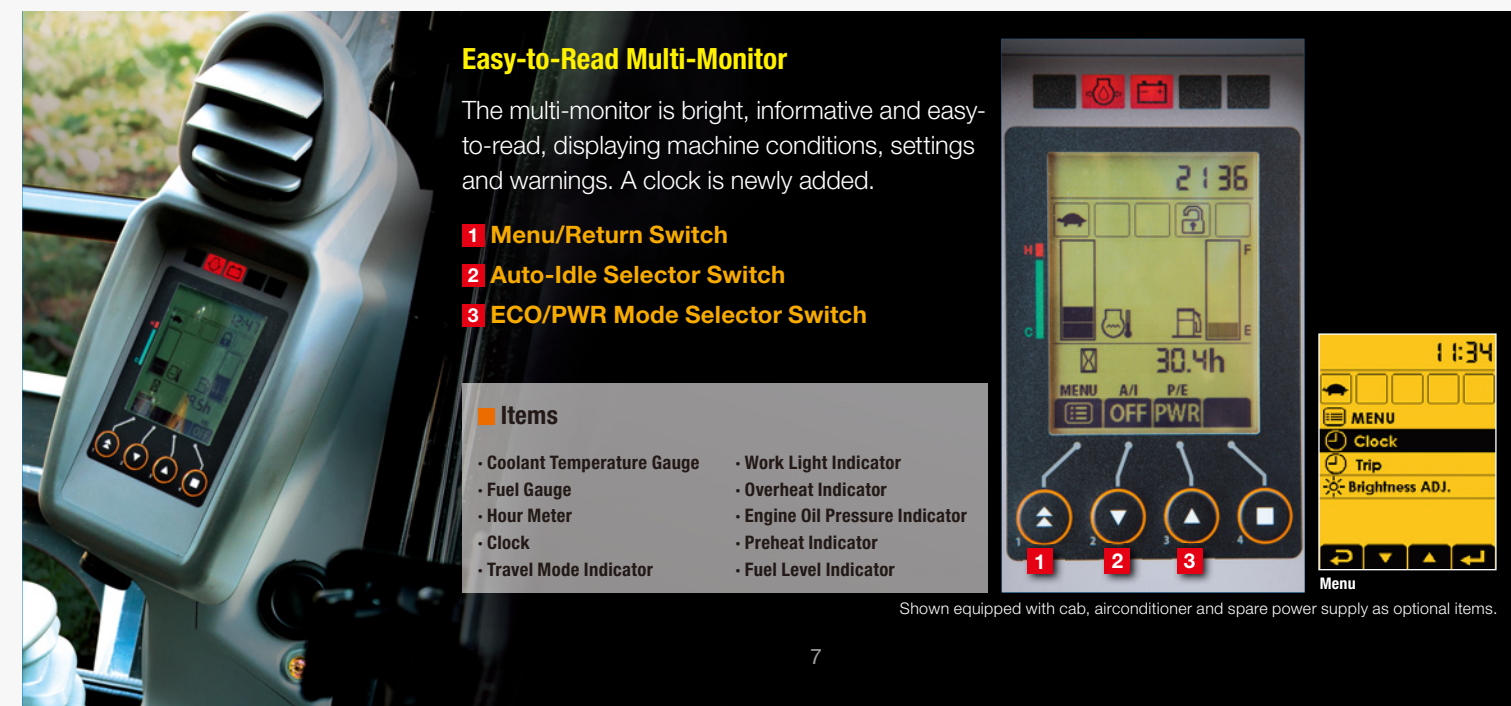 Easy-to-Read Multi-Monitor
The multi-monitor is bright, informative and easy-
to-read, displaying machine conditions, settings
and warnings. A clock is newly added.
1 Menu/Return Switch
2 Auto-Idle Selector Switch
3 ECO/PWR Mode Selector Switch
Items
· Coolant Temperature Gauge
· Fuel Gauge
· Hour Meter
· Clock
· Travel Mode Indicator
· Work Light Indicator
· Overheat Indicator
· Engine Oil Pressure Indicator
· Preheat Indicator
· Fuel Level Indicator
12:47
21 36
H F
C E
30.4h
MENU A/I P/E
OFF PWR
1 2 3 4
1 2 3
11:34
MENU
Clock
Trip
Brightness ADJ.
Menu
Shown equipped with cab, airconditioner and spare power supply as optional items.
7